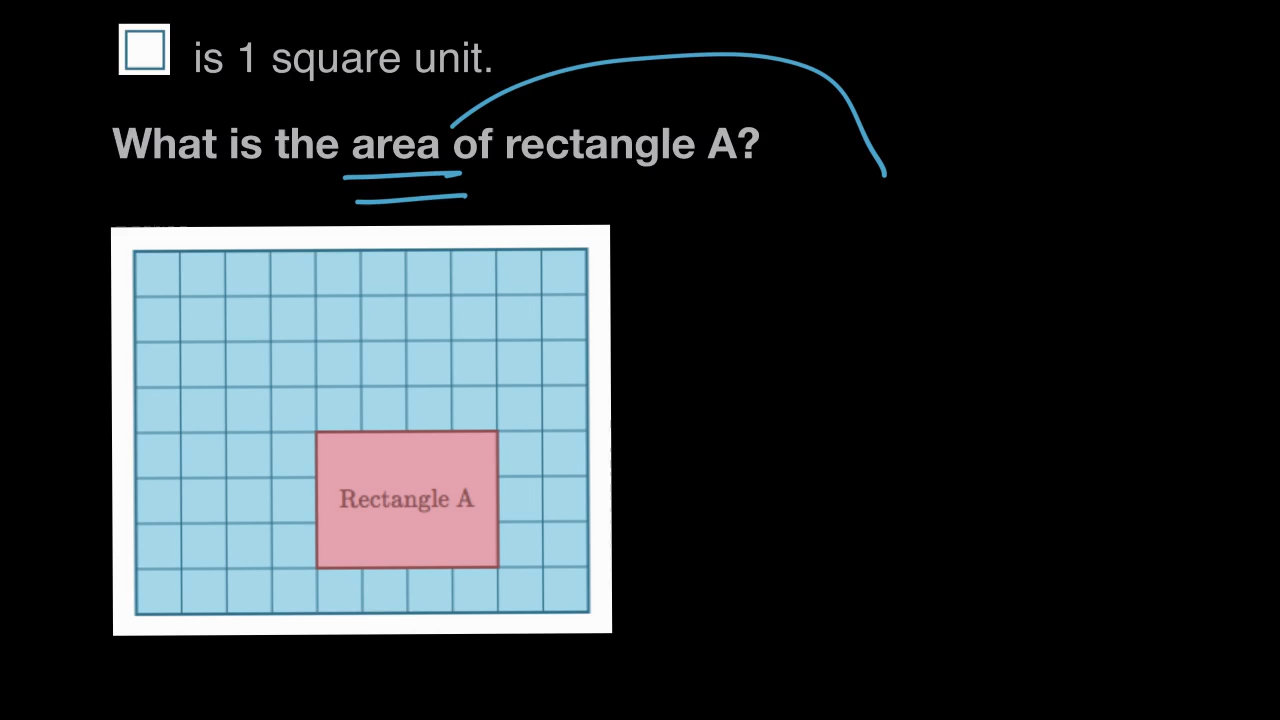 is 1 square unit.
What is the area of rectangle A?
Rectangle A